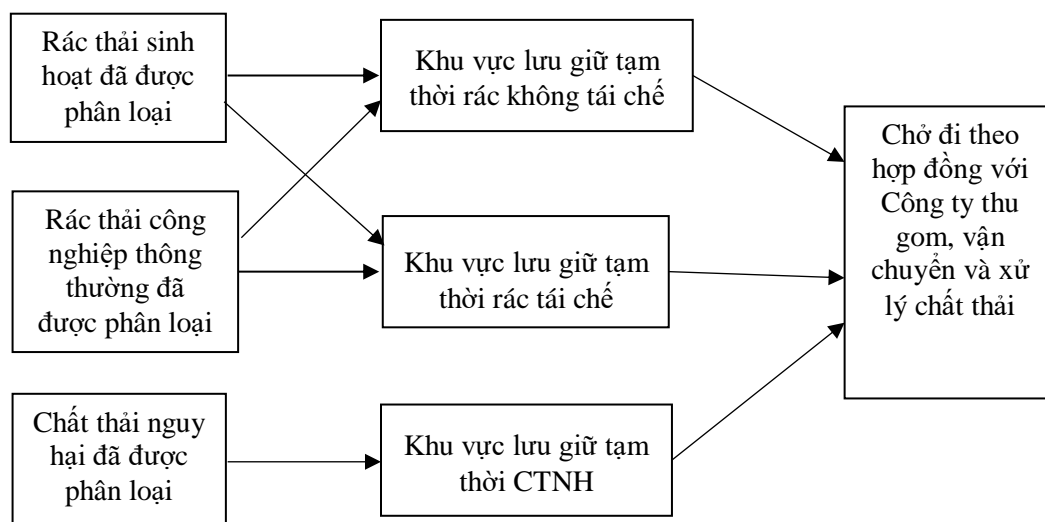 Rác thải sinh
hoạt đã được
phân loại
Khu vực lưu giữ tạm
thời rác không tái chế
Rác thải công
nghiệp thông
thường đã
được phân loại
Khu vực lưu giữ tạm
thời rác tái chế
Chất thải nguy
hại đã được
phân loại
Khu vực lưu giữ tạm
thời CTNH
Chở đi theo
hợp đồng với
Công ty thu
gom, vận
chuyển và xử
lý chất thải